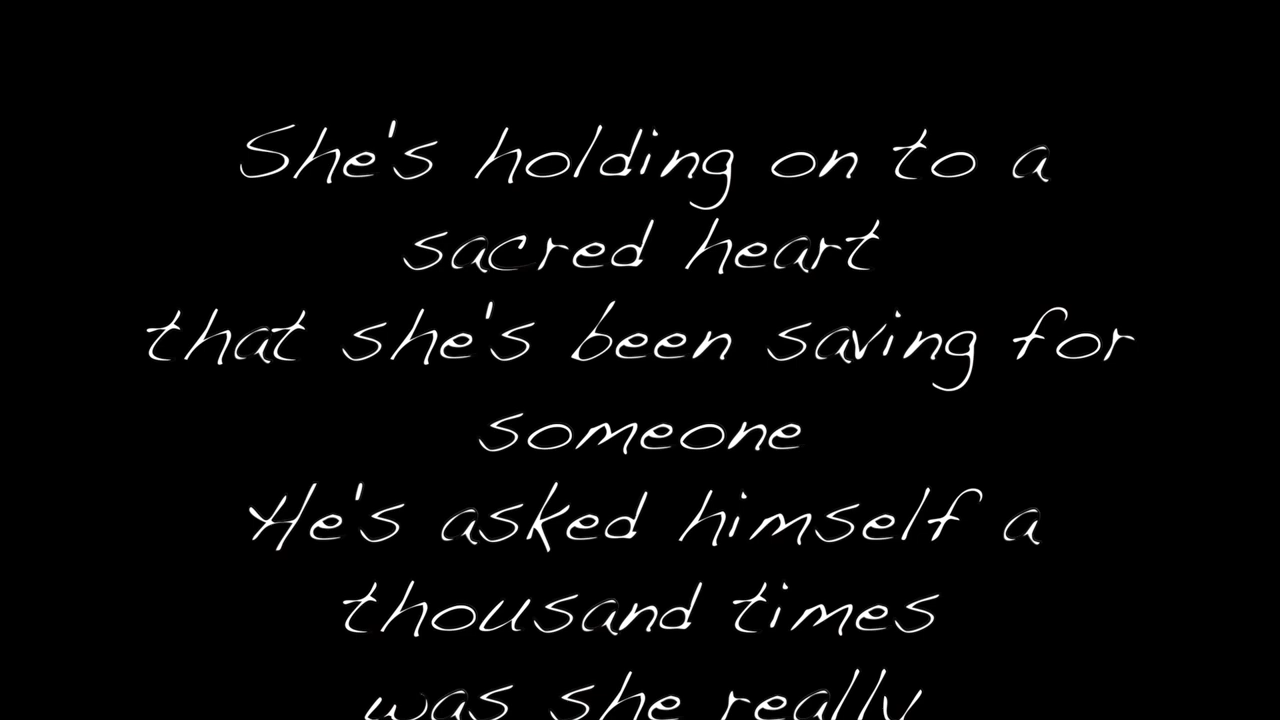 She's holding on to a
sacred heart
that she's been saving for
someone
He's asked himself a
thousand times
was she really